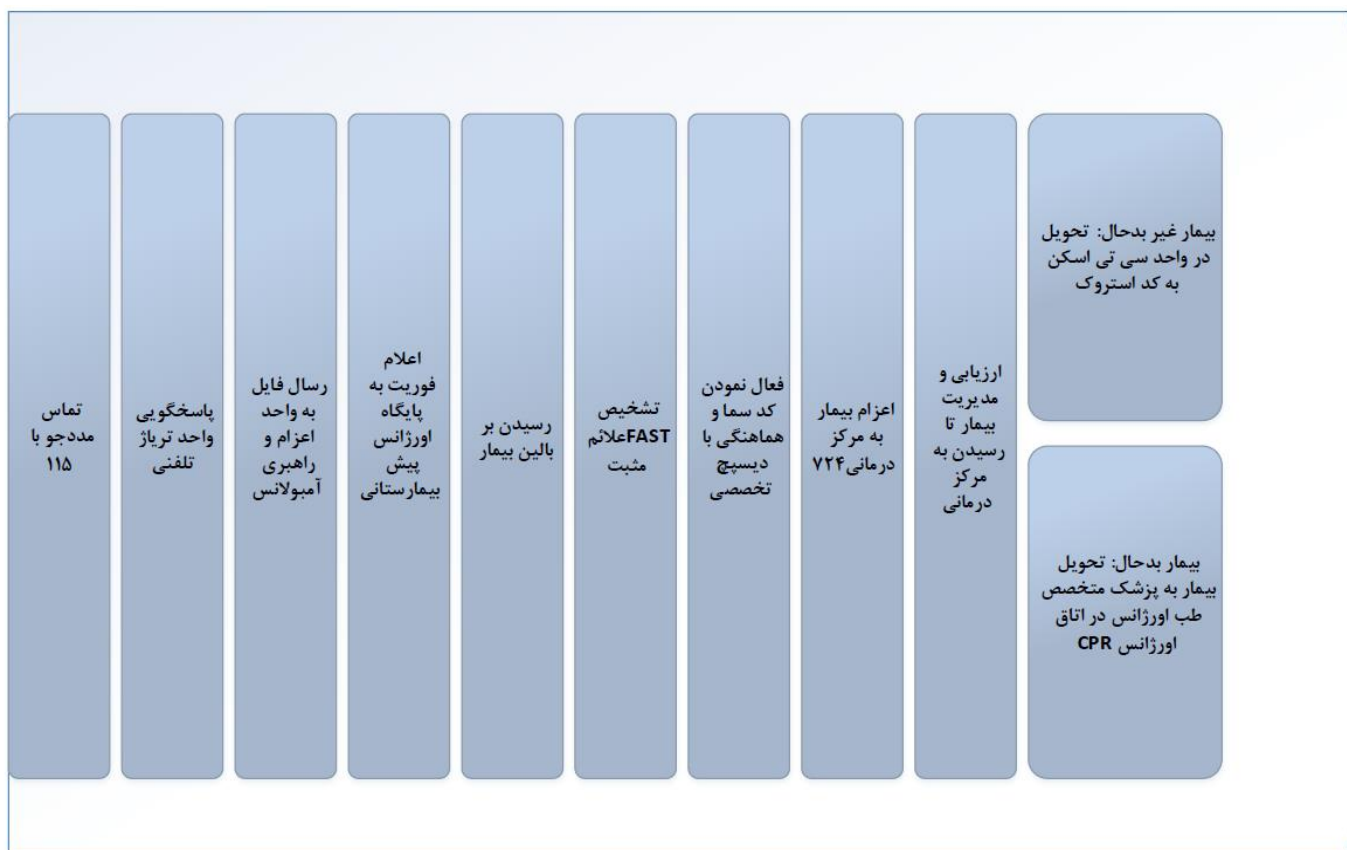 تماس
مددجو با
۱۱۵
پاسخگویی
واحد تریاژ
تلفنی
رسال فایل
به واحد
اعزام و
راهبری
آمبولانس
اعلام
فوریت به
پایگاه
اورژانس
پیش
بیمارستانی
رسیدن بر
بالین بیمار
تشخیص
علائمFAST
مثبت
فعال نمودن
کد سما و
هماهنگی با
دیسپچ
تخصصی
اعزام بیمار
به مرکز
درمانی۷۲۴
ارزیابی و
مدیریت
بیمار تا
رسیدن به
مرکز
درمانی
بیمار غیر بدحال: تحویل
در واحد سی تی اسکن
به کد استروک
بیمار بدحال: تحویل
بیمار به پزشک متخصص
طب اورژانس در اتاق
اورژانس CPR